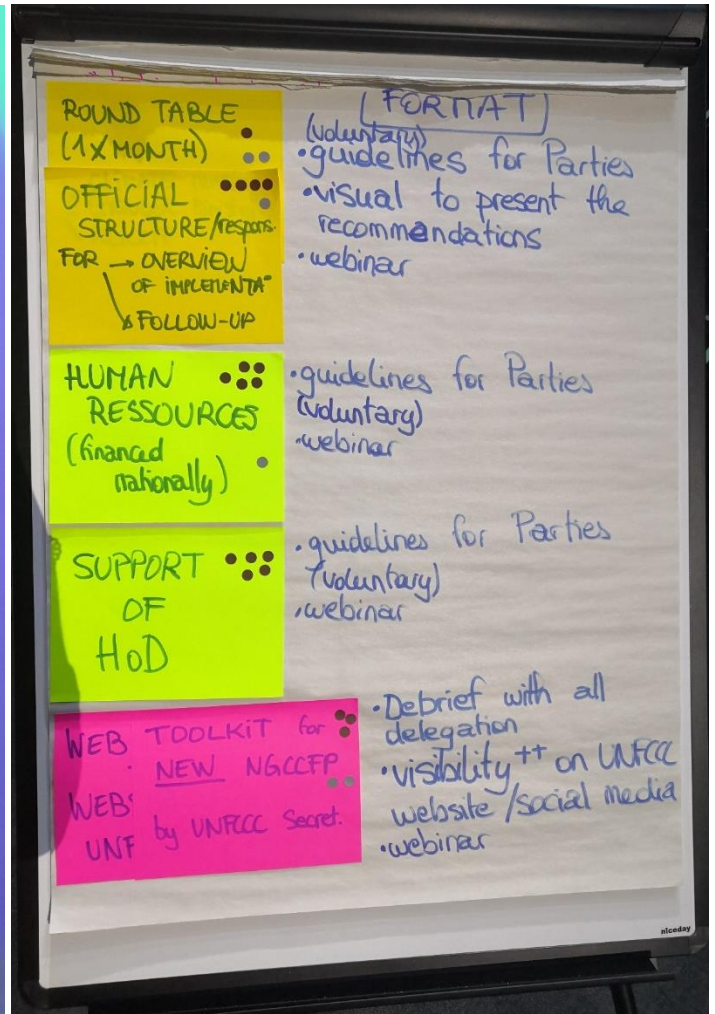 ROUND TABLE
(1X MONTH)
OFFICIAL
STRUCTURE/respons.
FOR → OVERVIEW
OF IMPLEMENTA°
↘ FOLLOW-UP
HUMAN
RESSOURCES
(financed
nationally)
SUPPORT
OF
HoD
WEB
WEBS
UNF
TOOLKIT for
NEW NGCCFP
by UNFCCC Secret.
FORMAT
(voluntary)
• guidelines for Parties
• visual to present the
recommendations
• webinar
• guidelines for Parties
(voluntary)
• webinar
• guidelines for Parties
(voluntary)
• webinar
• Debrief with all
delegation
• visibility ++ on UNFCCC
website / social media
• webinar
niceday